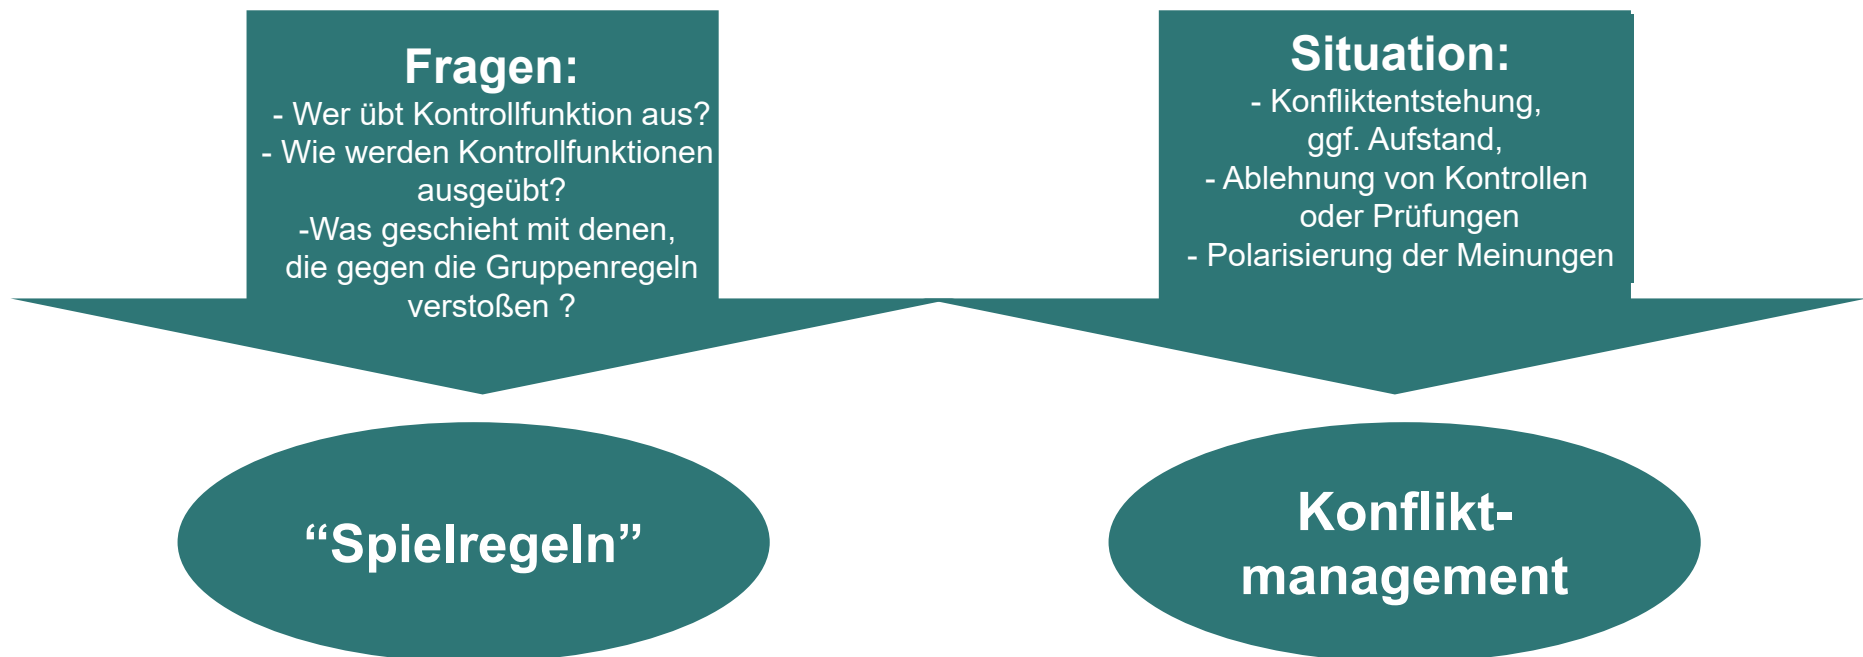 Fragen:
- Wer übt Kontrollfunktion aus?
- Wie werden Kontrollfunktionen
ausgeübt?
-Was geschieht mit denen,
die gegen die Gruppenregeln
verstoßen ?
“Spielregeln”
Situation:
- Konfliktentstehung,
ggf. Aufstand,
- Ablehnung von Kontrollen
oder Prüfungen
- Polarisierung der Meinungen
Konflikt-
management